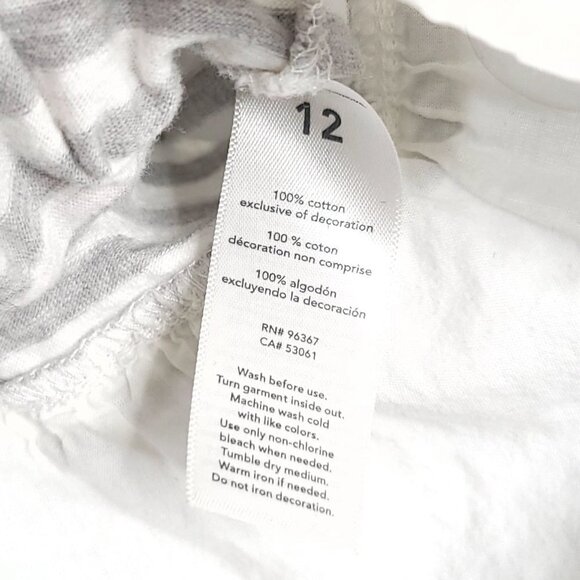 12
100% cotton
exclusive of decoration
100 % coton
décoration non comprise
100% algodón
excluyendo la decoración
RN# 96367
CA# 53061
Wash before use.
Turn garment inside out.
Machine wash cold
with like colors.
Use only non-chlorine
bleach when needed.
Tumble dry medium.
Warm iron if needed.
Do not iron decoration.